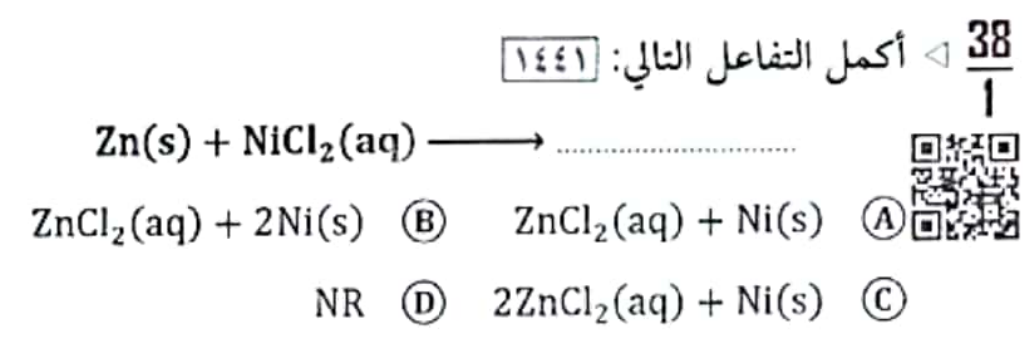 38/1 ◁ أكمل التفاعل التالي: ١٤٤١
Zn(s) + NiCl₂(aq) ⟶ ..............................
Ⓐ ZnCl₂(aq) + Ni(s) Ⓑ ZnCl₂(aq) + 2Ni(s)
Ⓒ 2ZnCl₂(aq) + Ni(s) Ⓓ NR